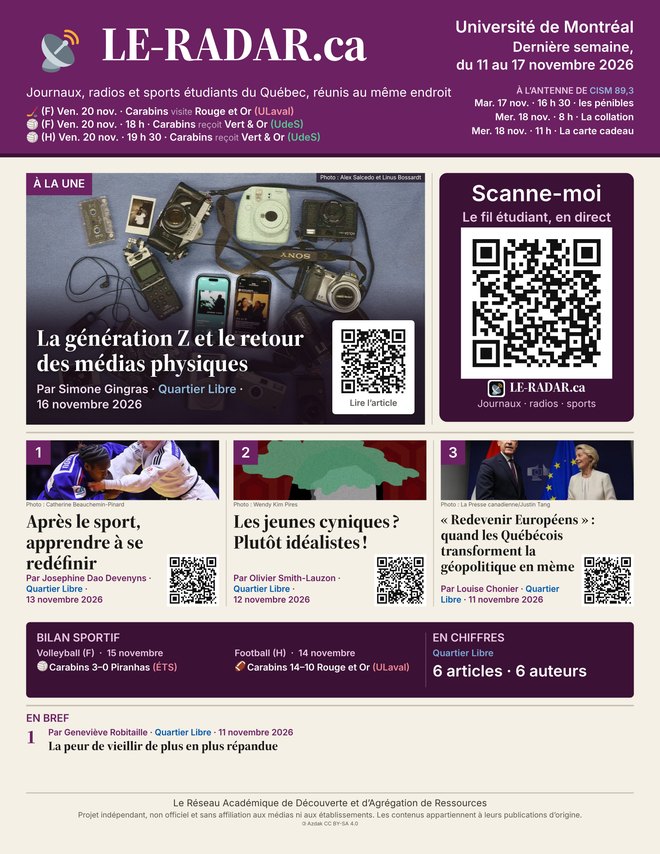 LE-RADAR.ca
Journaux, radios et sports étudiants du Québec, réunis au même endroit
(F) Ven. 20 nov. · Carabins visite Rouge et Or (ULaval)
(F) Ven. 20 nov. · 18 h · Carabins reçoit Vert & Or (UdeS)
(H) Ven. 20 nov. · 19 h 30 · Carabins reçoit Vert & Or (UdeS)
Université de Montréal
Dernière semaine,
du 11 au 17 novembre 2026
À L'ANTENNE DE CISM 89,3
Mar. 17 nov. · 16 h 30 · les pénibles
Mer. 18 nov. · 8 h · La collation
Mer. 18 nov. · 11 h · La carte cadeau
À LA UNE
Photo : Alex Salcedo et Linus Bossardt
SONY
La génération Z et le retour
des médias physiques
Par Simone Gingras · Quartier Libre ·
16 novembre 2026
Lire l'article
Scanne-moi
Le fil étudiant, en direct
LE-RADAR.ca
Journaux · radios · sports
1
Photo : Catherine Beauchemin-Pinard
Après le sport,
apprendre à se
redéfinir
Par Josephine Dao Devenyns ·
Quartier Libre ·
13 novembre 2026
2
Photo : Wendy Kim Pires
Les jeunes cyniques ?
Plutôt idéalistes !
Par Olivier Smith-Lauzon ·
Quartier Libre ·
12 novembre 2026
3
Photo : La Presse canadienne/Justin Tang
« Redevenir Européens » :
quand les Québécois
transforment la
géopolitique en mème
Par Louise Chonier · Quartier
Libre · 11 novembre 2026
BILAN SPORTIF
Volleyball (F) · 15 novembre
Carabins 3–0 Piranhas (ÉTS)
Football (H) · 14 novembre
Carabins 14–10 Rouge et Or (ULaval)
EN CHIFFRES
Quartier Libre
6 articles · 6 auteurs
EN BREF
1
Par Geneviève Robitaille · Quartier Libre · 11 novembre 2026
La peur de vieillir de plus en plus répandue
Le Réseau Académique de Découverte et d'Agrégation de Ressources
Projet indépendant, non officiel et sans affiliation aux médias ni aux établissements. Les contenus appartiennent à leurs publications d'origine.
Azdak CC BY-SA 4.0